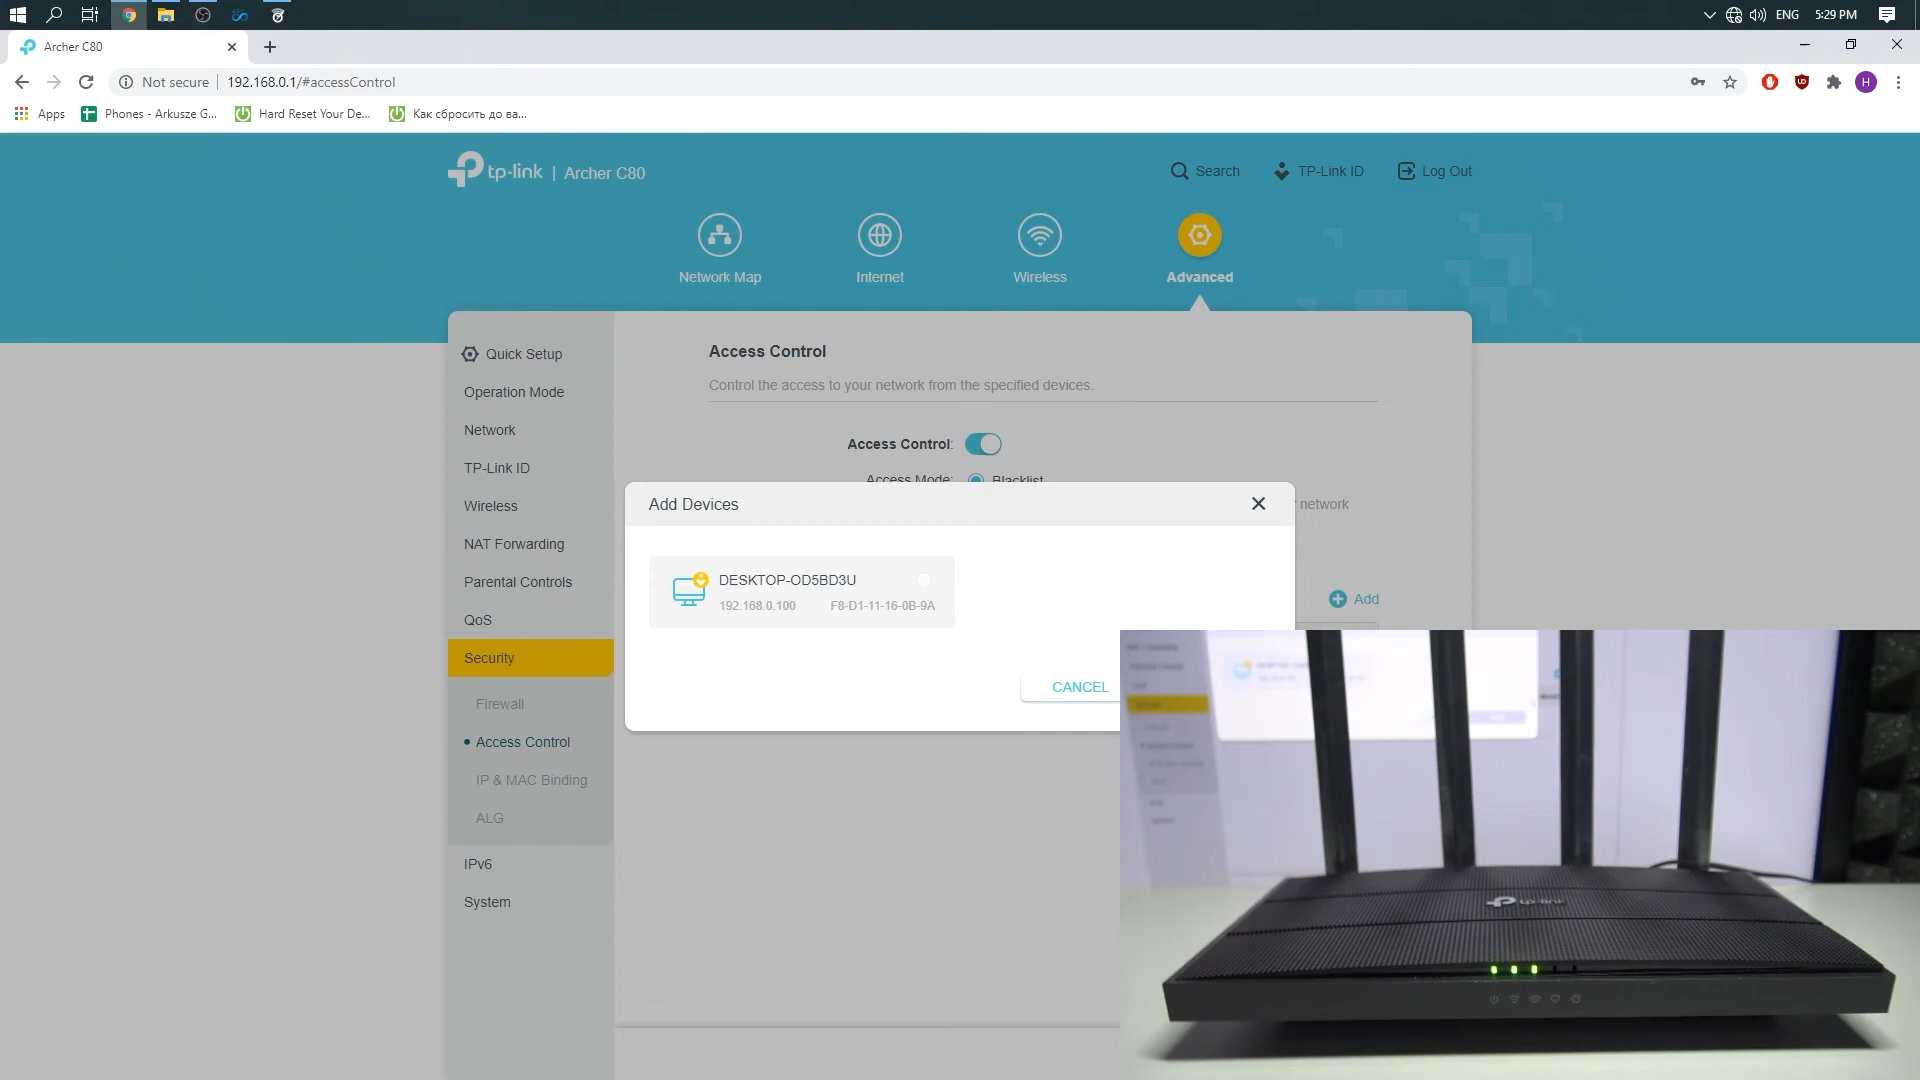 ENG
5:29 PM
Archer C80
Not secure
192.168.0.1/#accessControl
H
Apps
Phones - Arkusze G...
Hard Reset Your De...
Как сбросить до ва...
tp-link | Archer C80
Search
TP-Link ID
Log Out
Network Map
Internet
Wireless
Advanced
Quick Setup
Operation Mode
Network
TP-Link ID
Wireless
NAT Forwarding
Parental Controls
QoS
Security
Firewall
Access Control
IP & MAC Binding
ALG
IPv6
System
Access Control
Control the access to your network from the specified devices.
Access Control:
Access Mode:
Blacklist
network
Add
Add Devices
DESKTOP-OD5BD3U
192.168.0.100
F8-D1-11-16-0B-9A
CANCEL
tp-link